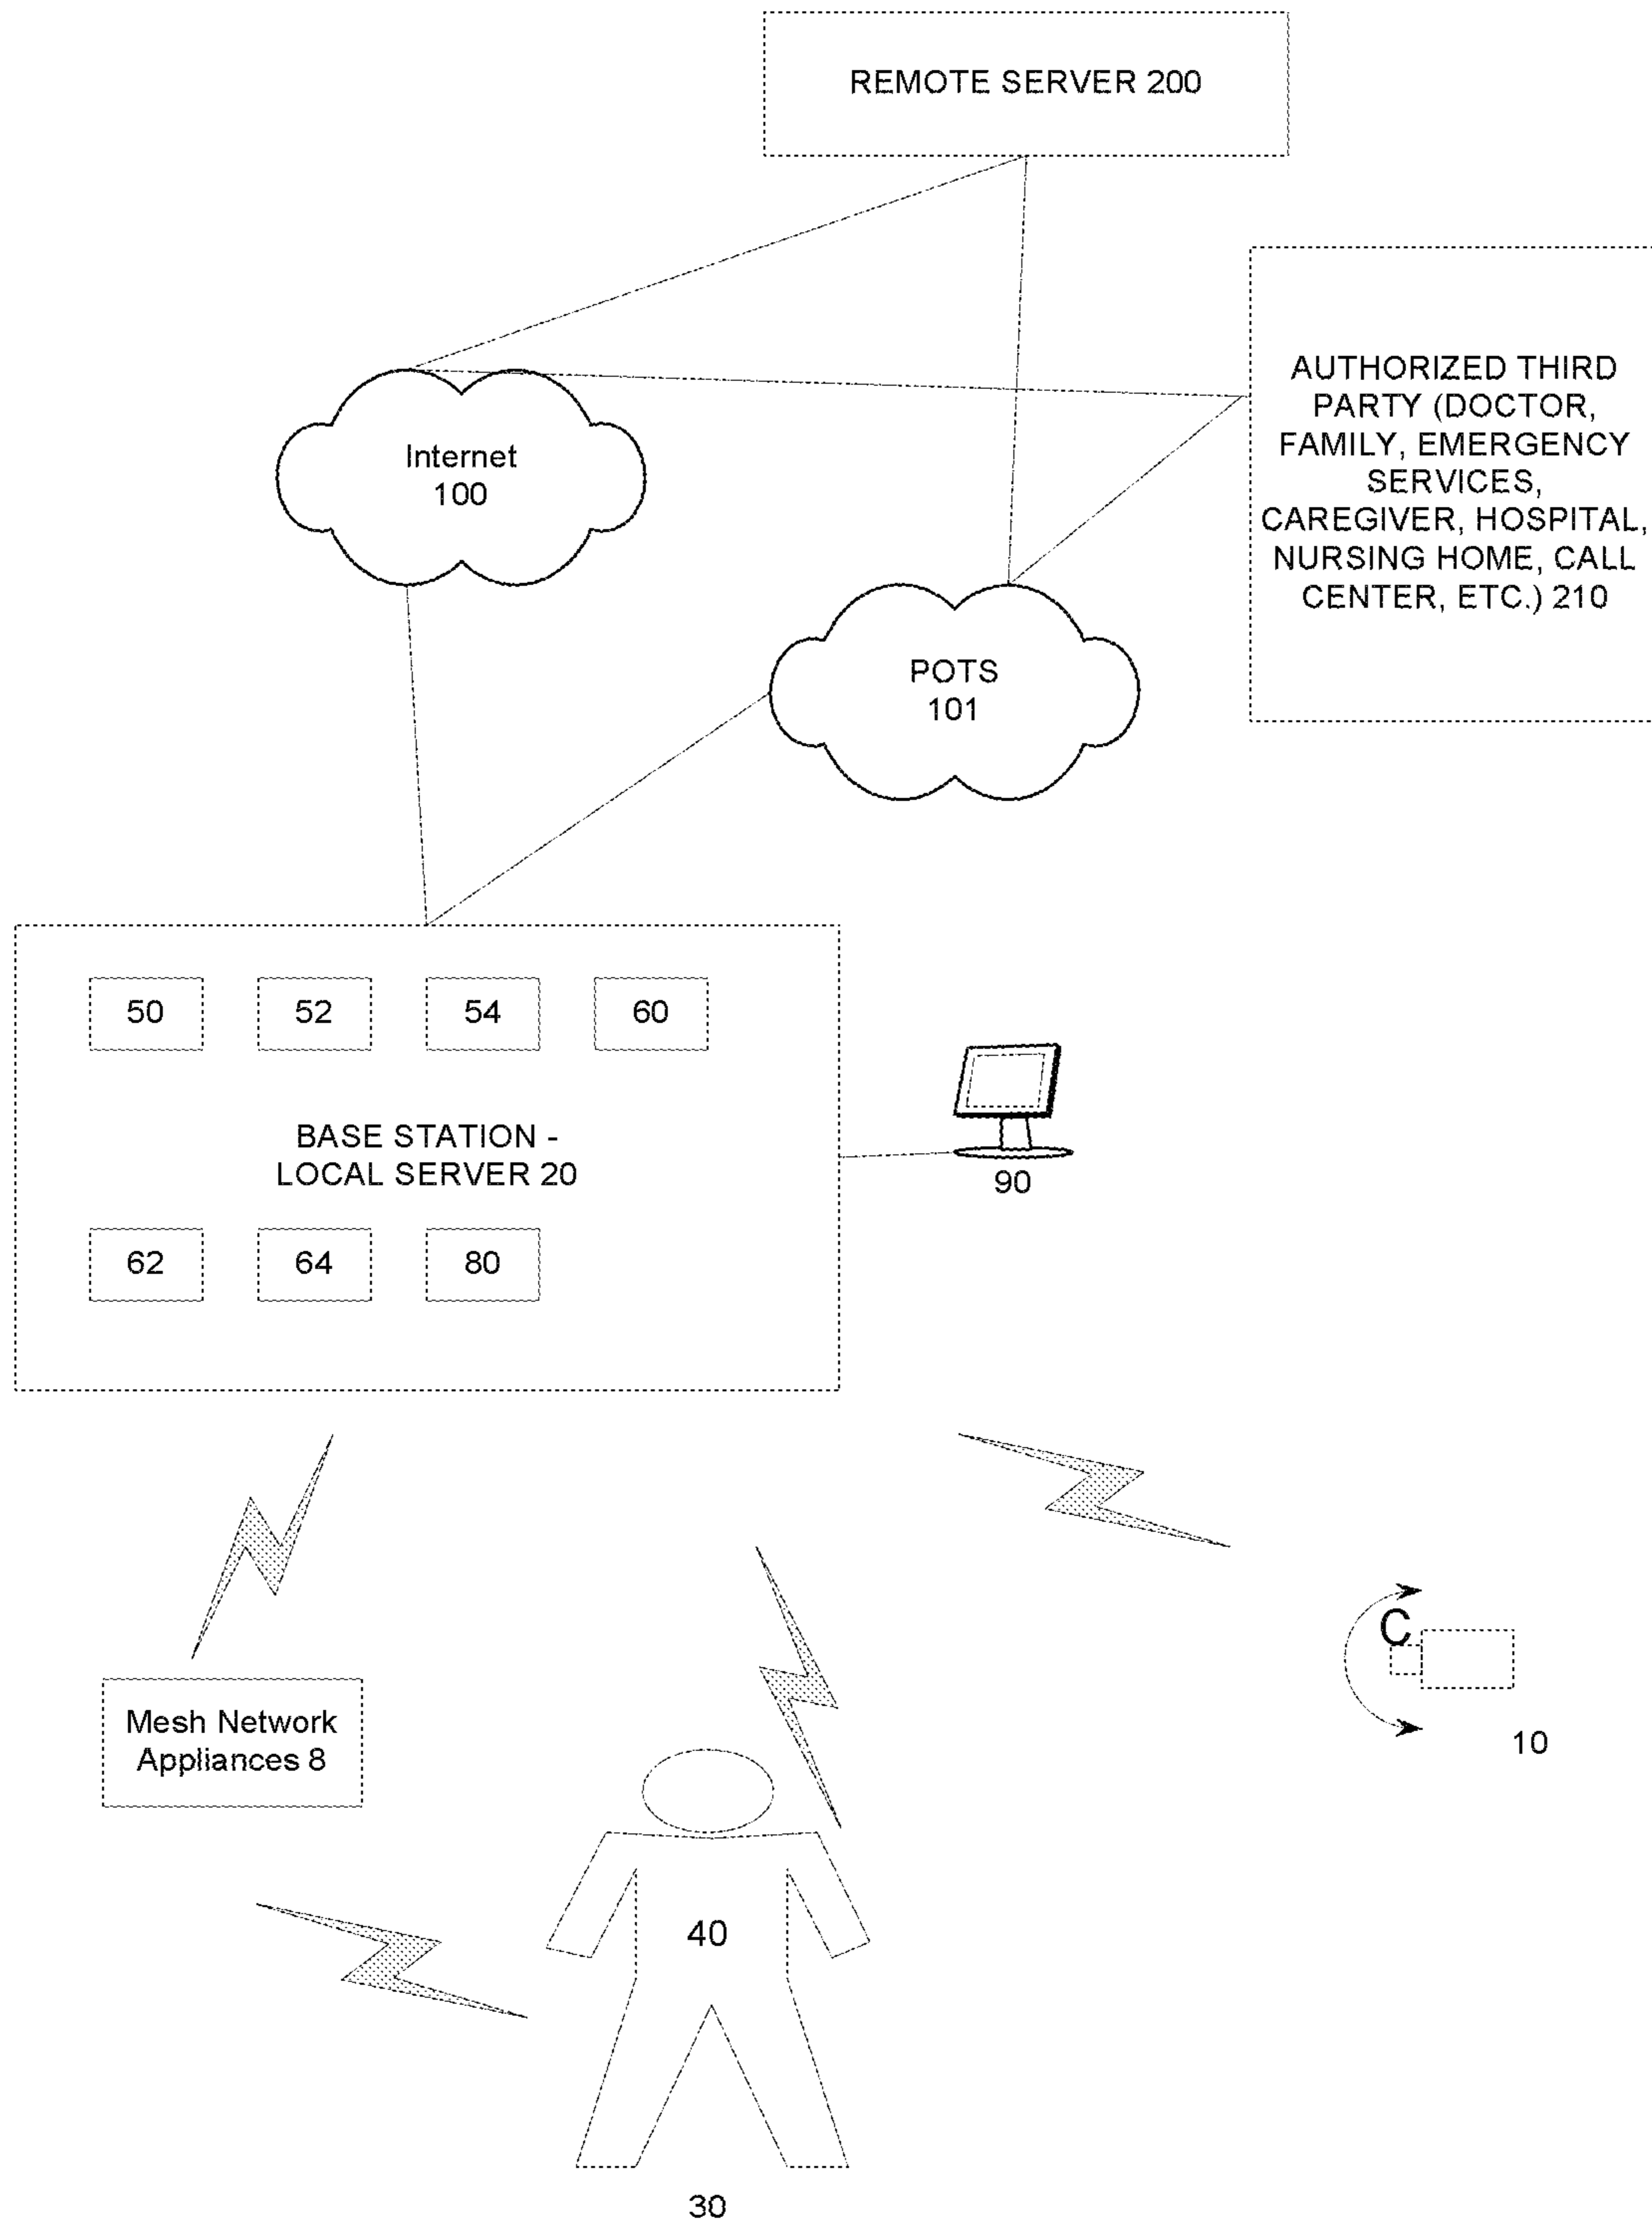 REMOTE SERVER 200
AUTHORIZED THIRD
PARTY (DOCTOR,
FAMILY, EMERGENCY
SERVICES,
CAREGIVER, HOSPITAL,
NURSING HOME, CALL
CENTER, ETC.) 210
Internet
100
POTS
101
50
52
54
60
BASE STATION -
LOCAL SERVER 20
62
64
80
90
C
10
Mesh Network
Appliances 8
40
30